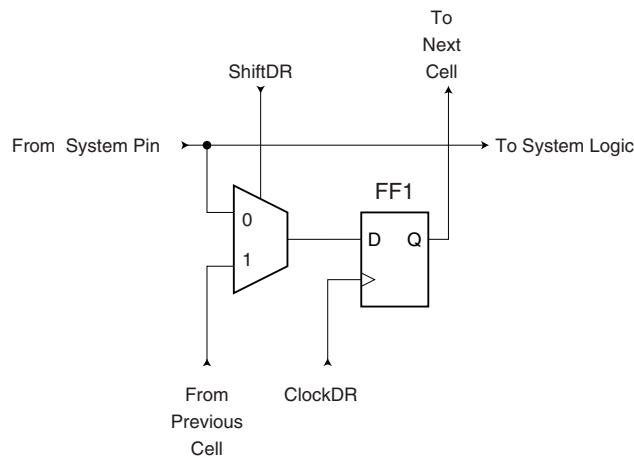 To
Next
Cell
ShiftDR
From System Pin
To System Logic
FF1
0
D Q
1
From
Previous
Cell
ClockDR